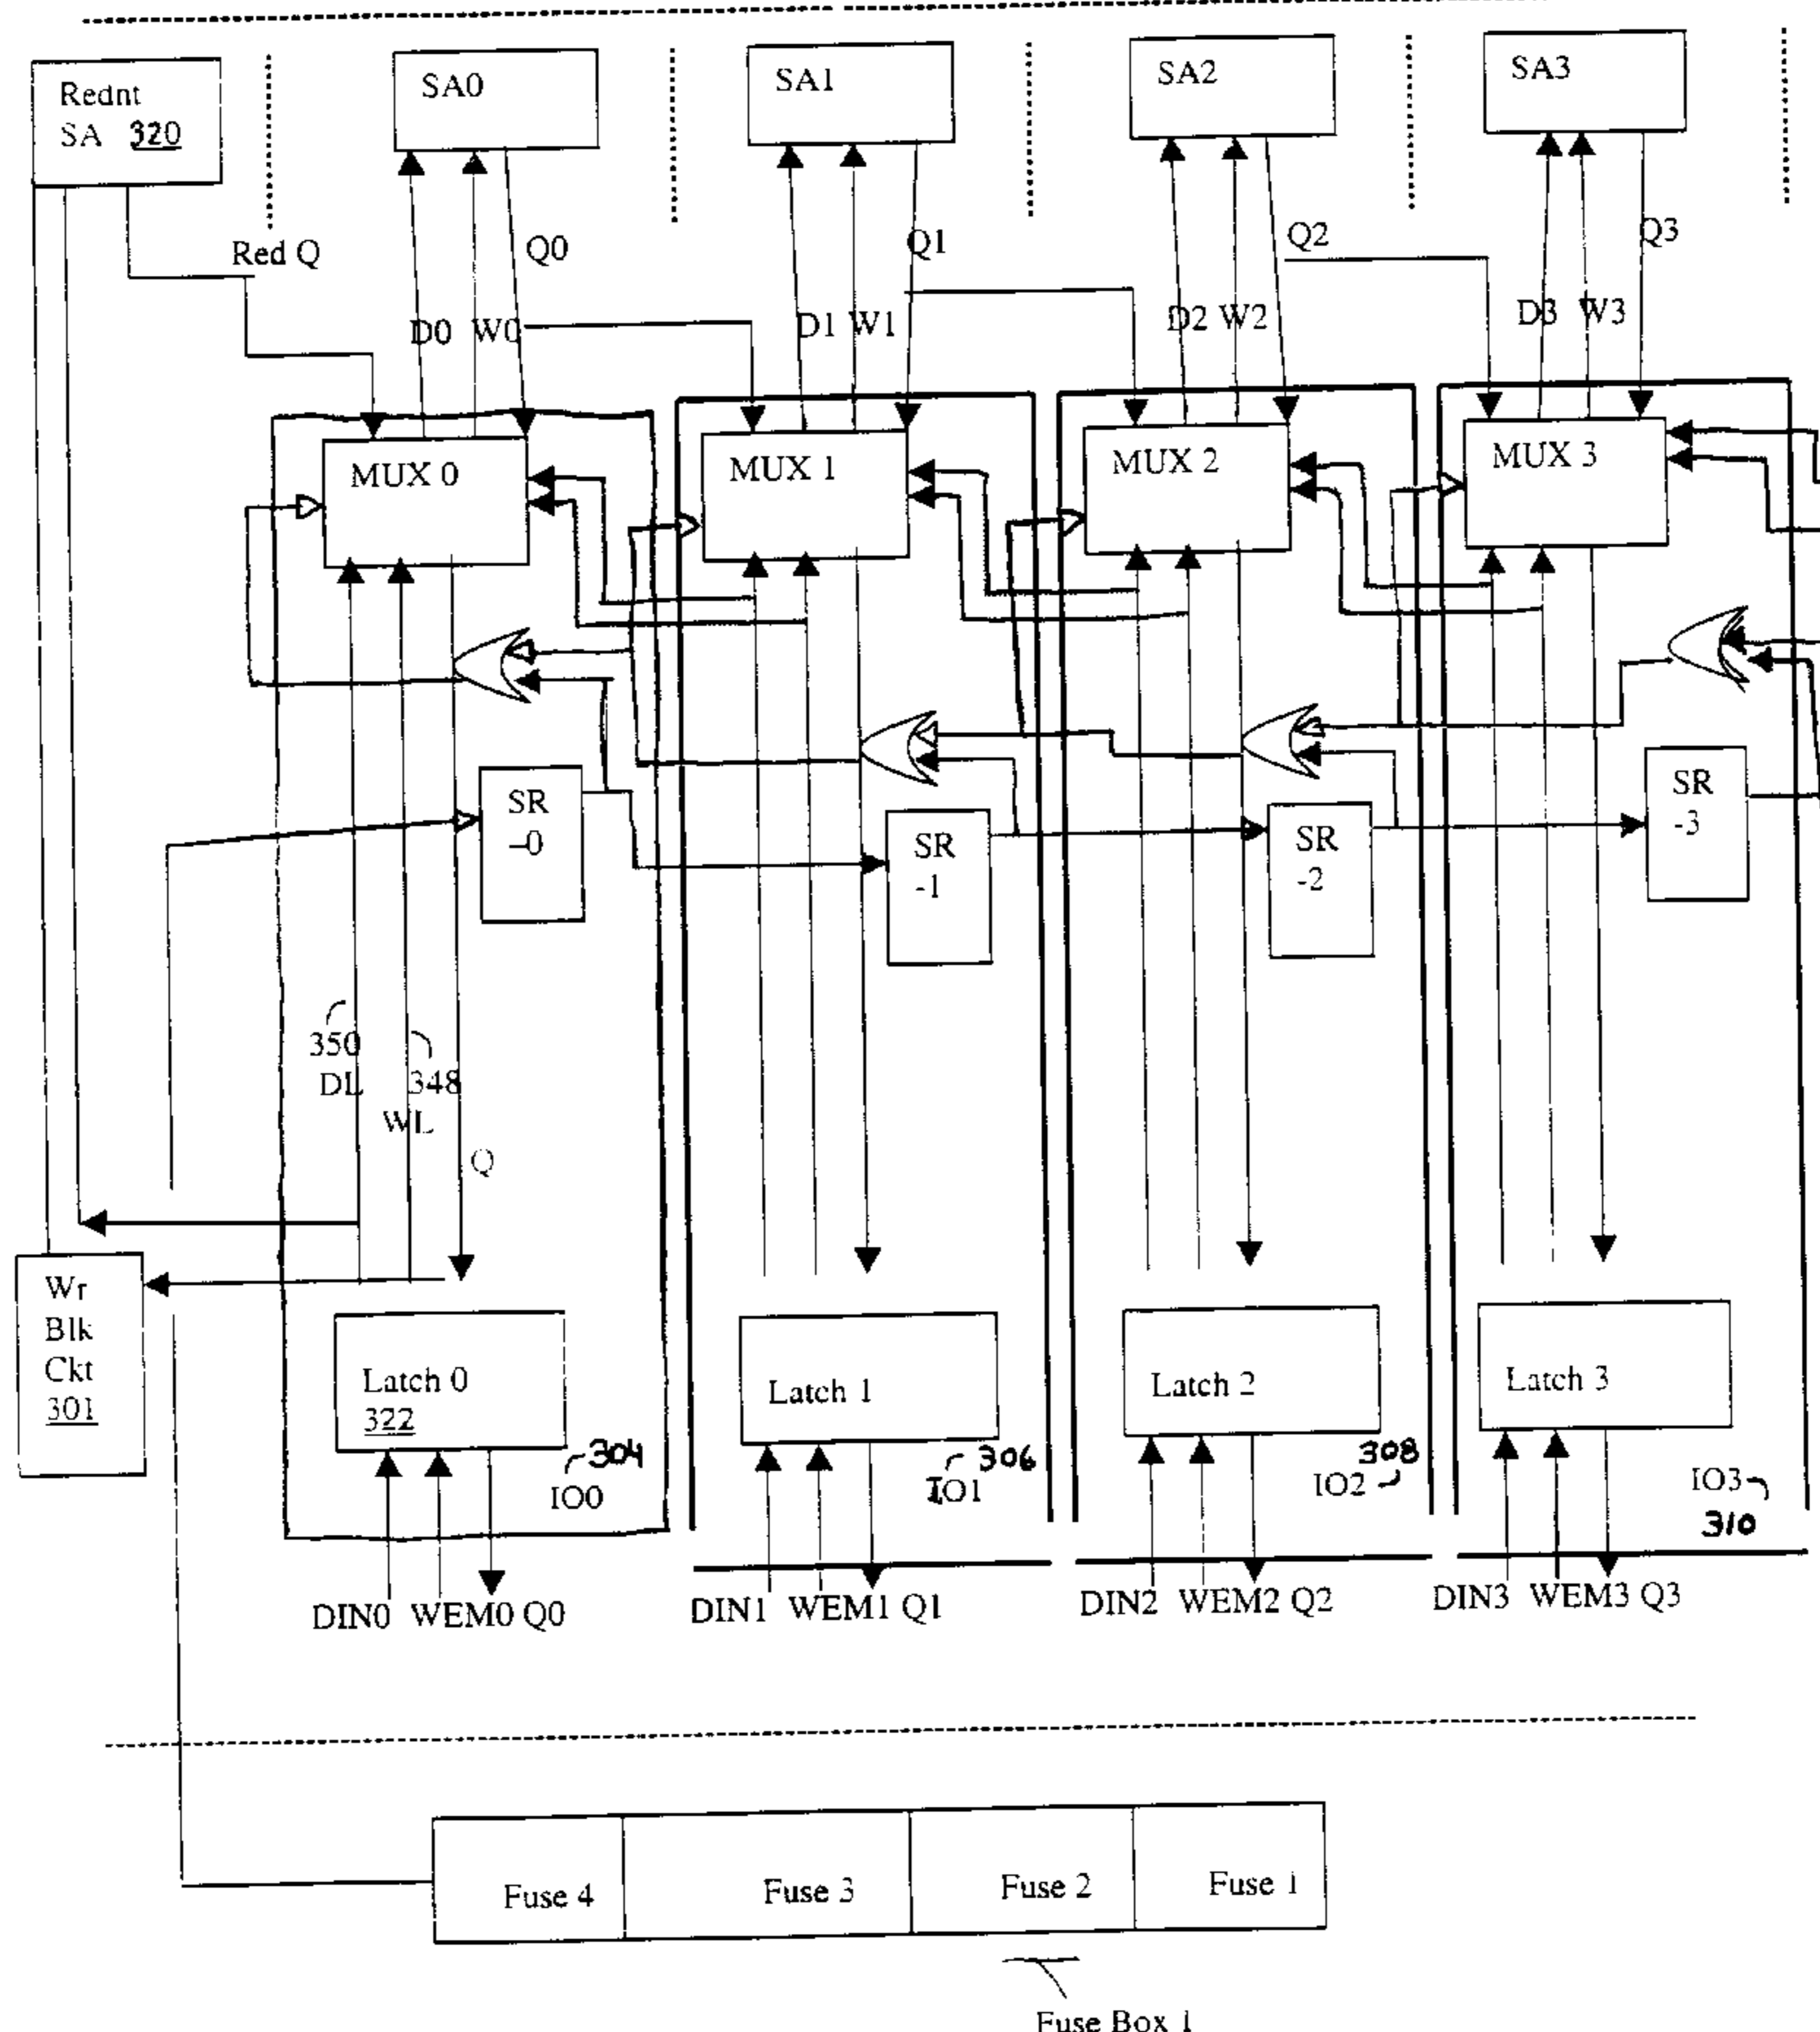 Rednt
SA 320
SA0
SA1
SA2
SA3
Red Q
Q0
Q1
Q2
Q3
D0 W0
D1 W1
D2 W2
D3 W3
MUX 0
MUX 1
MUX 2
MUX 3
SR
–0
SR
-1
SR
-2
SR
-3
350
DL
348
WL
Q
Wr
Blk
Ckt
301
Latch 0
322
Latch 1
Latch 2
Latch 3
304
IO0
306
IO1
308
IO2
IO3
310
DIN0 WEM0 Q0
DIN1 WEM1 Q1
DIN2 WEM2 Q2
DIN3 WEM3 Q3
Fuse 4
Fuse 3
Fuse 2
Fuse 1
Fuse Box 1